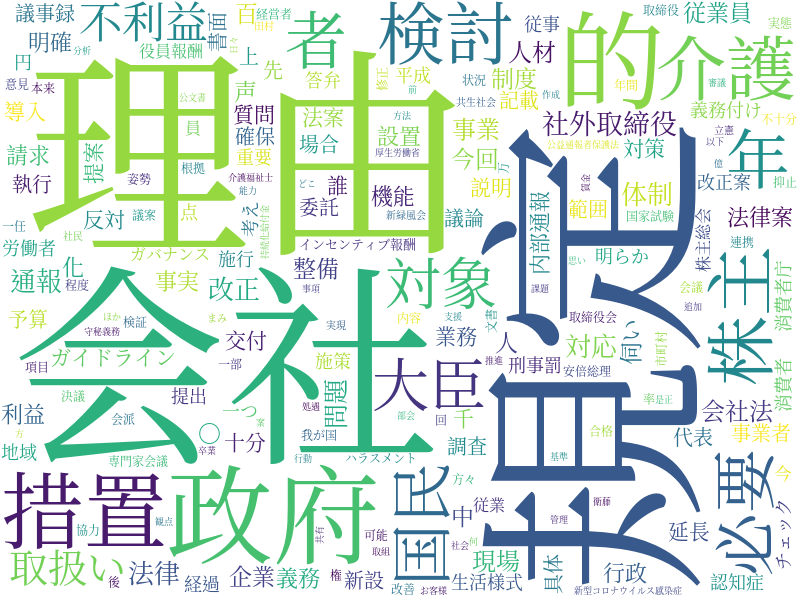 議事録
経営者
田村
不利益
百
書面
明確
役員報酬
円
上
日々
分析
者
先
声
答弁
検討
平成
修正
前
的
介護
従事
人材
取締役
従業員
実態
意見
本来
導入
公文書
員
質問
確保
法案
場合
状況
制度
記載
共生社会
年間
審議
義務付け
作成
方法
設置
事業
社外取締役
不十分
立憲
理由
規定
請求
提案
根拠
重要
厚生労働省
今回
万
公益通報者保護法
対策
以下
年
執行
姿勢
介護福祉士
誰
機能
説明
能力
どこ
委託
新緑風会
議論
内部通報
賃金
範囲
体制
億
抑止
改正案
国家試験
法律案
反対
議案
点
考え
持続化給付金
一任
社民
労働者
ガバナンス
インセンティブ報酬
明らか
思い
株主総会
連携
通報
化
程度
事実
施行
整備
事項
課題
会議
追加
株主
消費者庁
消費者
予算
ほか
まみ
改正
対象
文書
取締役会
守秘義務
検証
実現
内容
支援
業務
人
伺い
市町村
会社
交付
ガイドライン
一部
施策
問題
対応
安倍総理
刑事罰
推進
項目
決議
提出
処遇
大臣
率
是正
利益
会派
一つ
案
部会
回
千
合格
会社法
地域
方
〇
卒業
十分
我が国
調査
代表
事業者
専門家会議
行動
ハラスメント
基準
今
必要
措置
政府
国民
方々
中
従業
衛藤
管理
延長
チェック
協力
観点
共有
可能
取組
社会
何
現場
具体
行政
取扱い
後
法律
経過
企業
義務
権
新設
改善
お客様
生活様式
新型コロナウイルス感染症
認知症